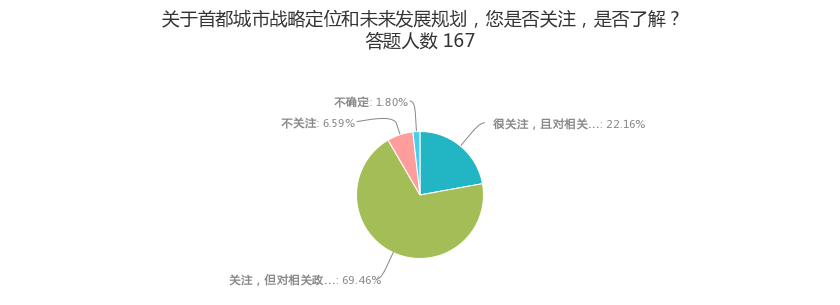 关于首都城市战略定位和未来发展规划，您是否关注，是否了解？
答题人数 167
不确定: 1.80%
不关注: 6.59%
很关注，且对相关...: 22.16%
关注，但对相关政...: 69.46%